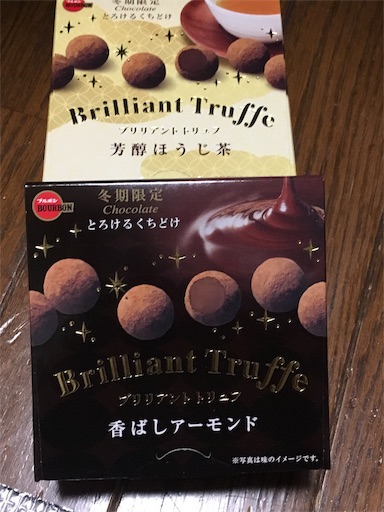 冬期限定
Chocolate
とろけるくちどけ
Brilliant Truffe
ブリリアントトリュフ
芳醇ほうじ茶
ブルボン
BOURBON
冬期限定
Chocolate
とろけるくちどけ
Brilliant Truffe
ブリリアントトリュフ
香ばしアーモンド
※写真は味のイメージです。